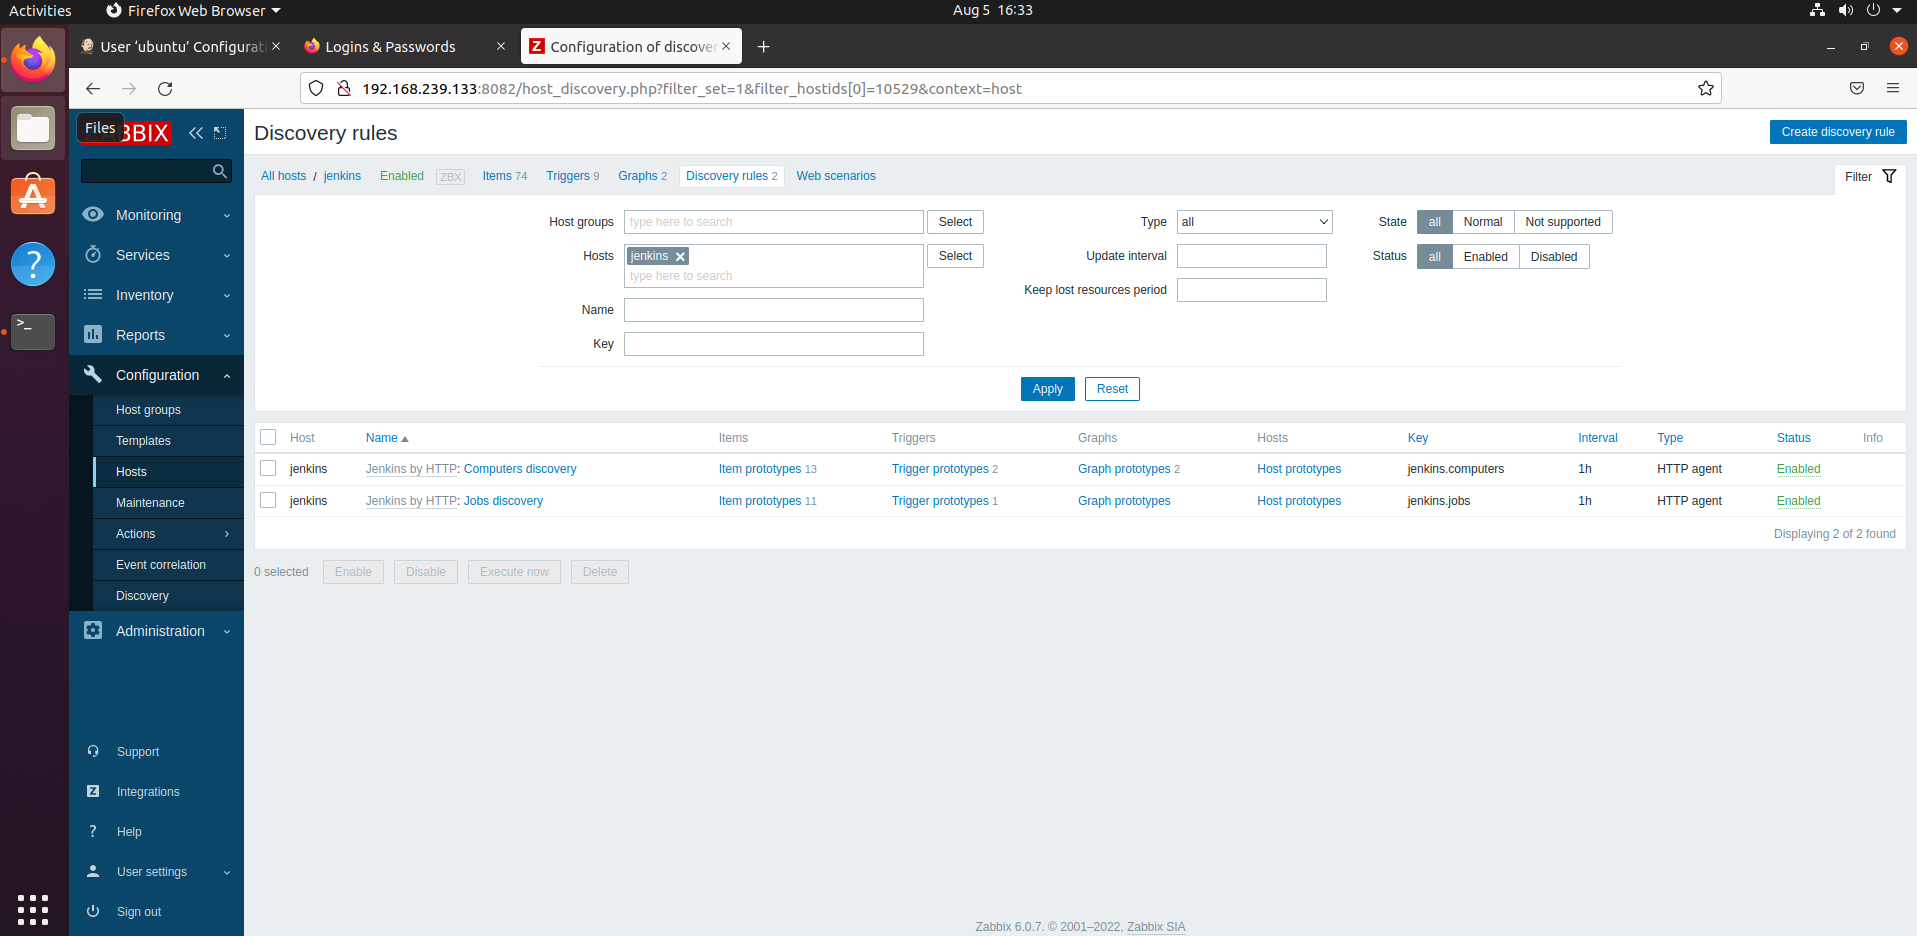 Activities
Firefox Web Browser
Aug 5 16:33
User ‘ubuntu’ Configurati
Logins & Passwords
Configuration of discover
192.168.239.133:8082/host_discovery.php?filter_set=1&filter_hostids[0]=10529&context=host
Files
BBIX
Discovery rules
Create discovery rule
All hosts / jenkins Enabled ZBX Items 74 Triggers 9 Graphs 2 Discovery rules 2 Web scenarios
Filter
Monitoring
Services
Inventory
Reports
Configuration
Host groups
Templates
Hosts
Maintenance
Actions
Event correlation
Discovery
Administration
Support
Integrations
Help
User settings
Sign out
Host groups type here to search Select
Hosts jenkins Select
type here to search
Name
Key
Type all
Update interval
Keep lost resources period
State all Normal Not supported
Status all Enabled Disabled
Apply Reset
Host Name Items Triggers Graphs Hosts Key Interval Type Status Info
jenkins Jenkins by HTTP: Computers discovery Item prototypes 13 Trigger prototypes 2 Graph prototypes 2 Host prototypes jenkins.computers 1h HTTP agent Enabled
jenkins Jenkins by HTTP: Jobs discovery Item prototypes 11 Trigger prototypes 1 Graph prototypes Host prototypes jenkins.jobs 1h HTTP agent Enabled
Displaying 2 of 2 found
0 selected Enable Disable Execute now Delete
Zabbix 6.0.7. © 2001–2022, Zabbix SIA